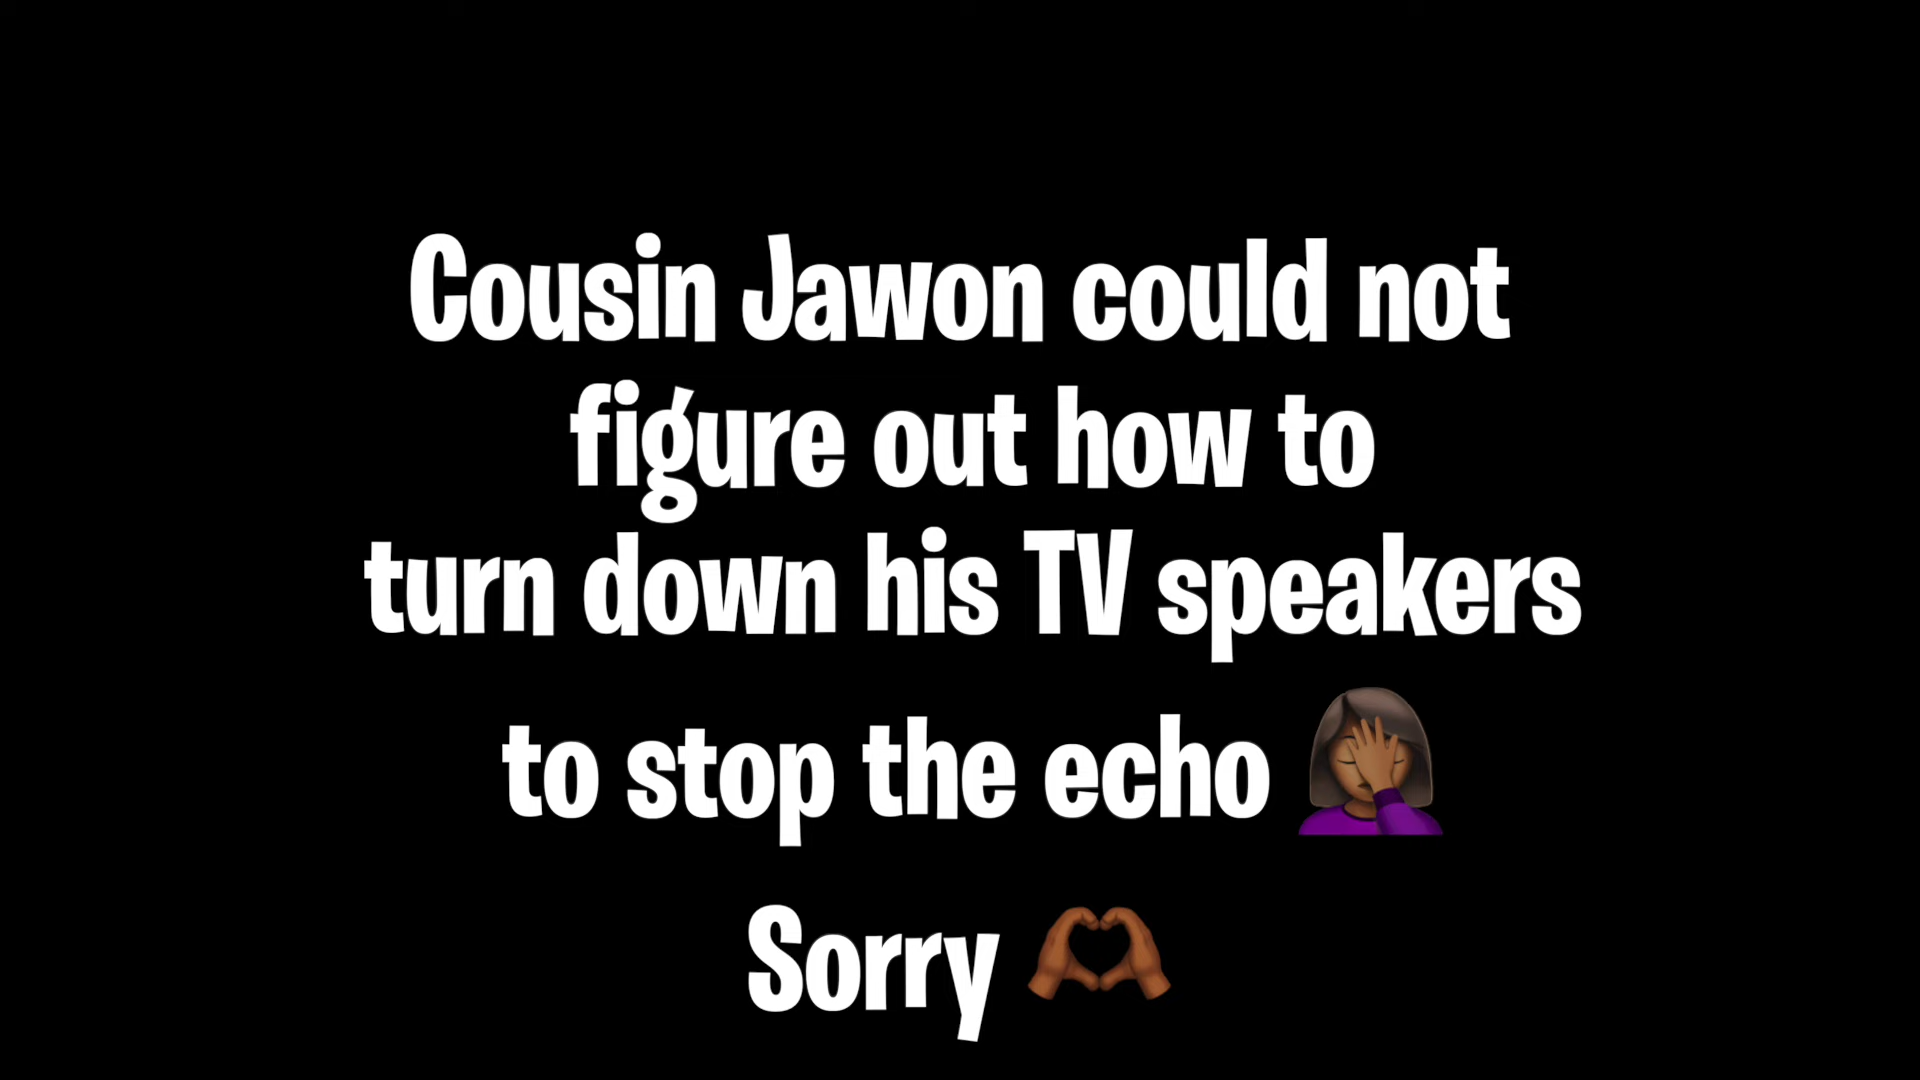 Cousin Jawon could not
figure out how to
turn down his TV speakers
to stop the echo 🤦🏾‍♀️
Sorry 🫶🏾